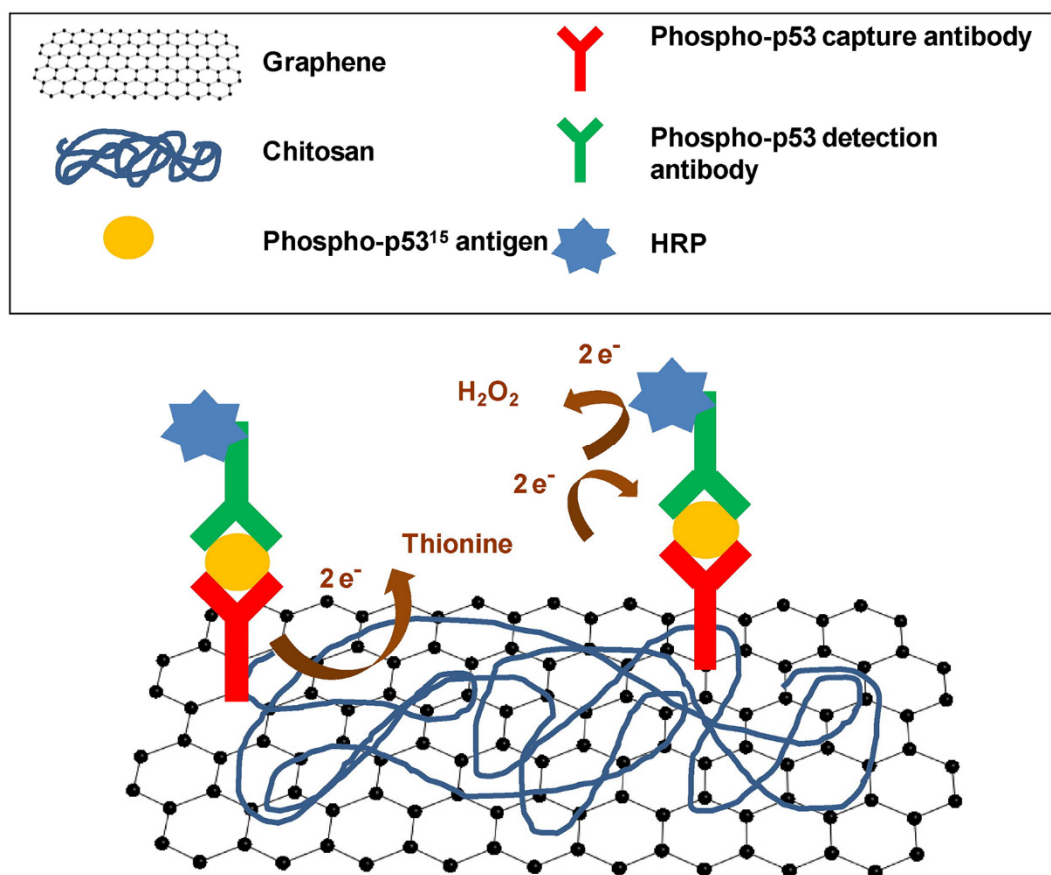 Graphene
Phospho-p53 capture antibody
Chitosan
Phospho-p53 detection
antibody
Phospho-p53¹⁵ antigen
HRP
2 e⁻
H₂O₂
2 e⁻
Thionine
2 e⁻